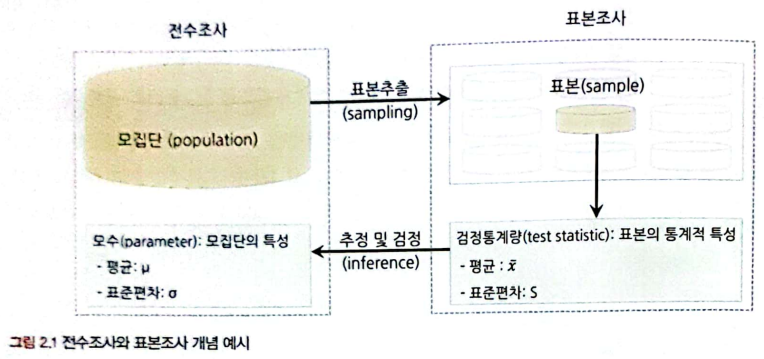 전수조사
표본조사
모집단 (population)
표본추출
(sampling)
표본(sample)
모수(parameter): 모집단의 특성
- 평균: μ
- 표준편차: σ
추정 및 검정
(inference)
검정통계량(test statistic): 표본의 통계적 특성
- 평균 : x̄
- 표준편차: S
그림 2.1 전수조사와 표본조사 개념 예시